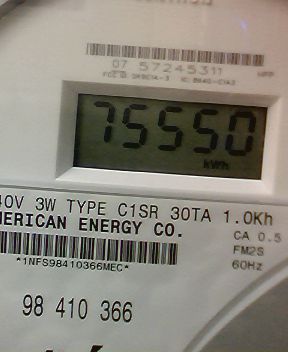 07 57245311
75550
kWh
40V 3W TYPE C1SR 30TA 1.0Kh
MERICAN ENERGY CO.
CA 0.5
FM2S
*1NFS98410366MEC*
60Hz
98 410 366